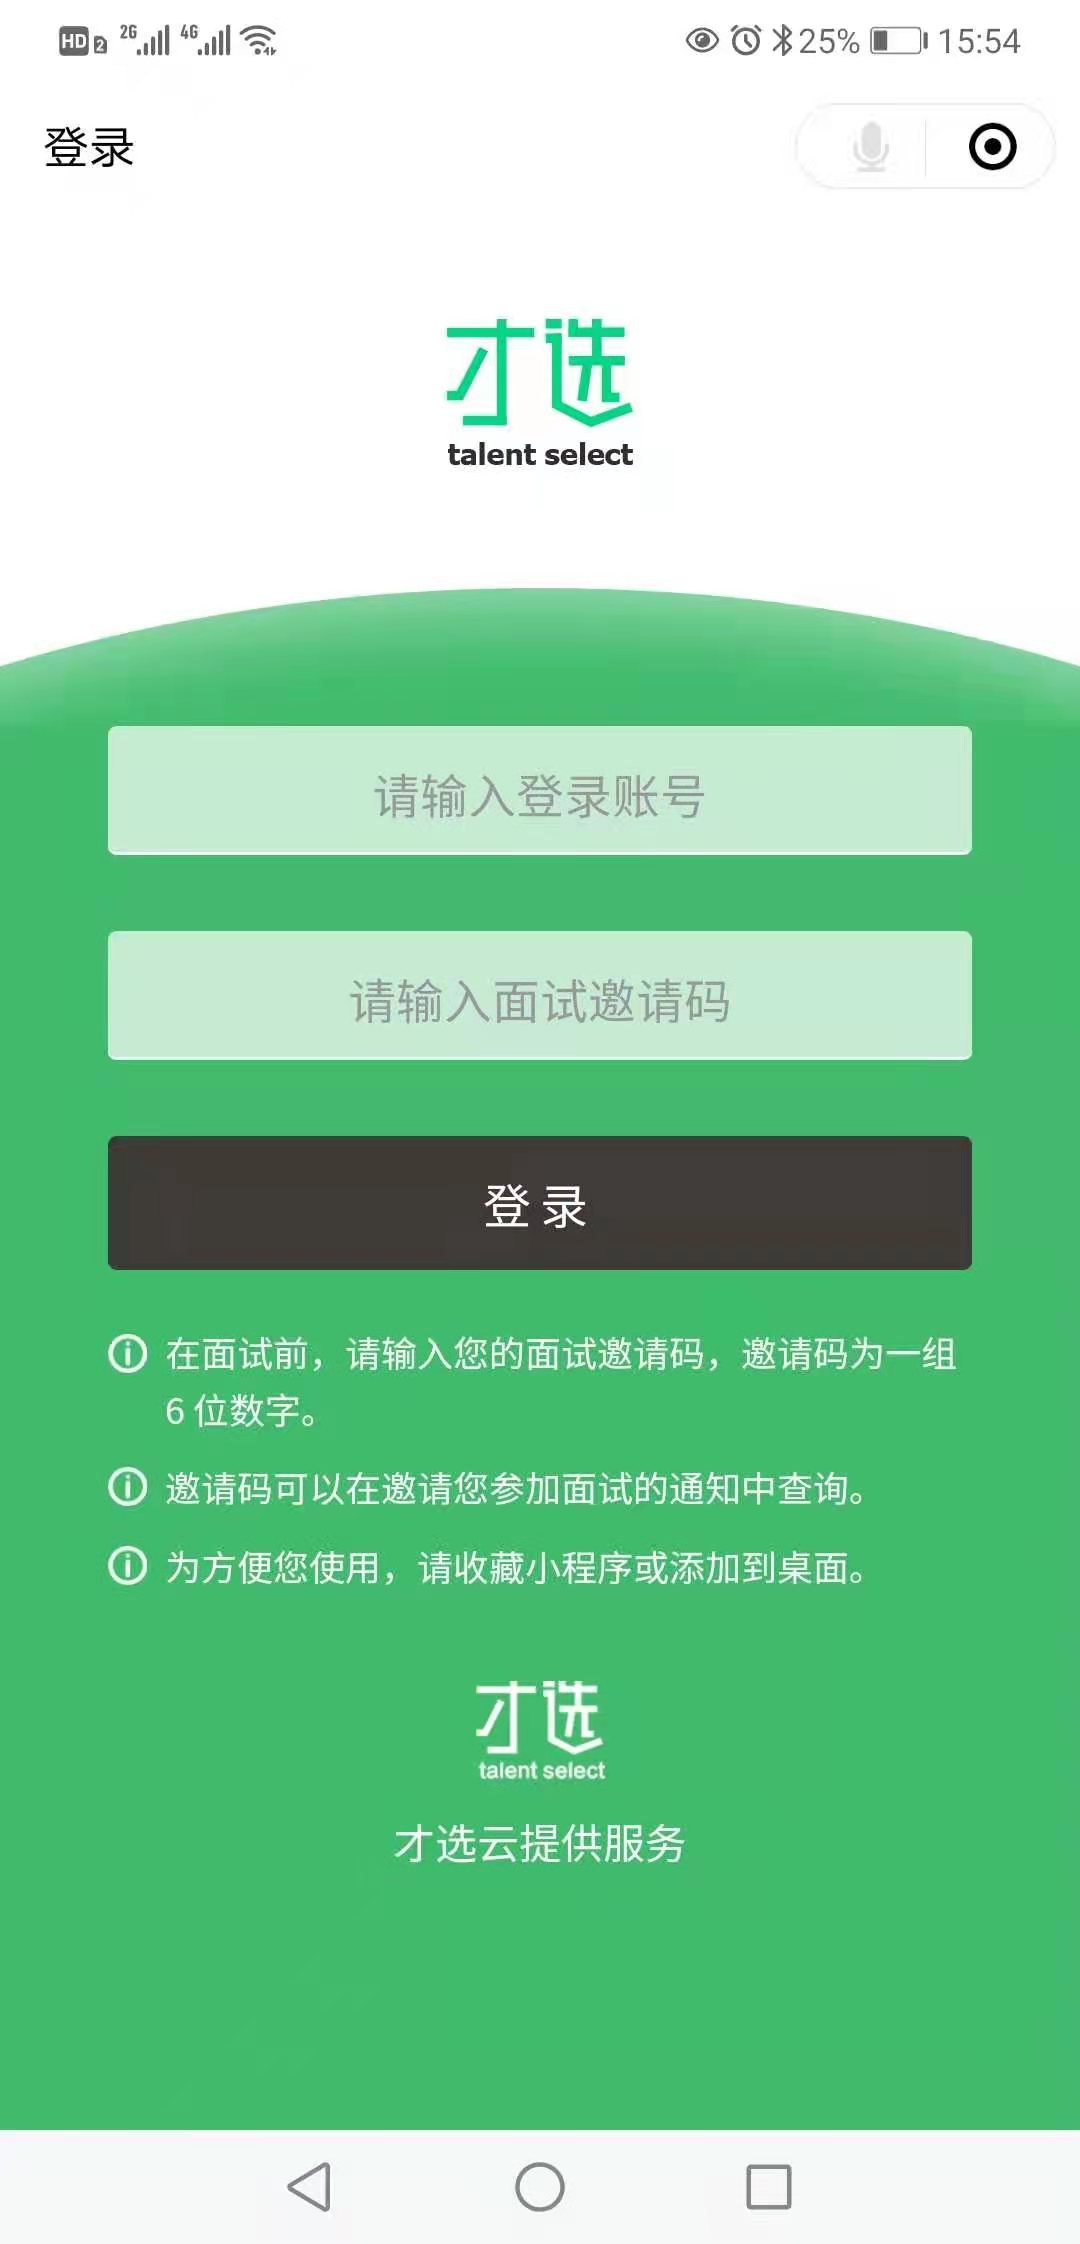 HD 2 2G 4G 25% 15:54
登录
才选
talent select
请输入登录账号
请输入面试邀请码
登录
在面试前，请输入您的面试邀请码，邀请码为一组
6 位数字。
邀请码可以在邀请您参加面试的通知中查询。
为方便您使用，请收藏小程序或添加到桌面。
才选
talent select
才选云提供服务